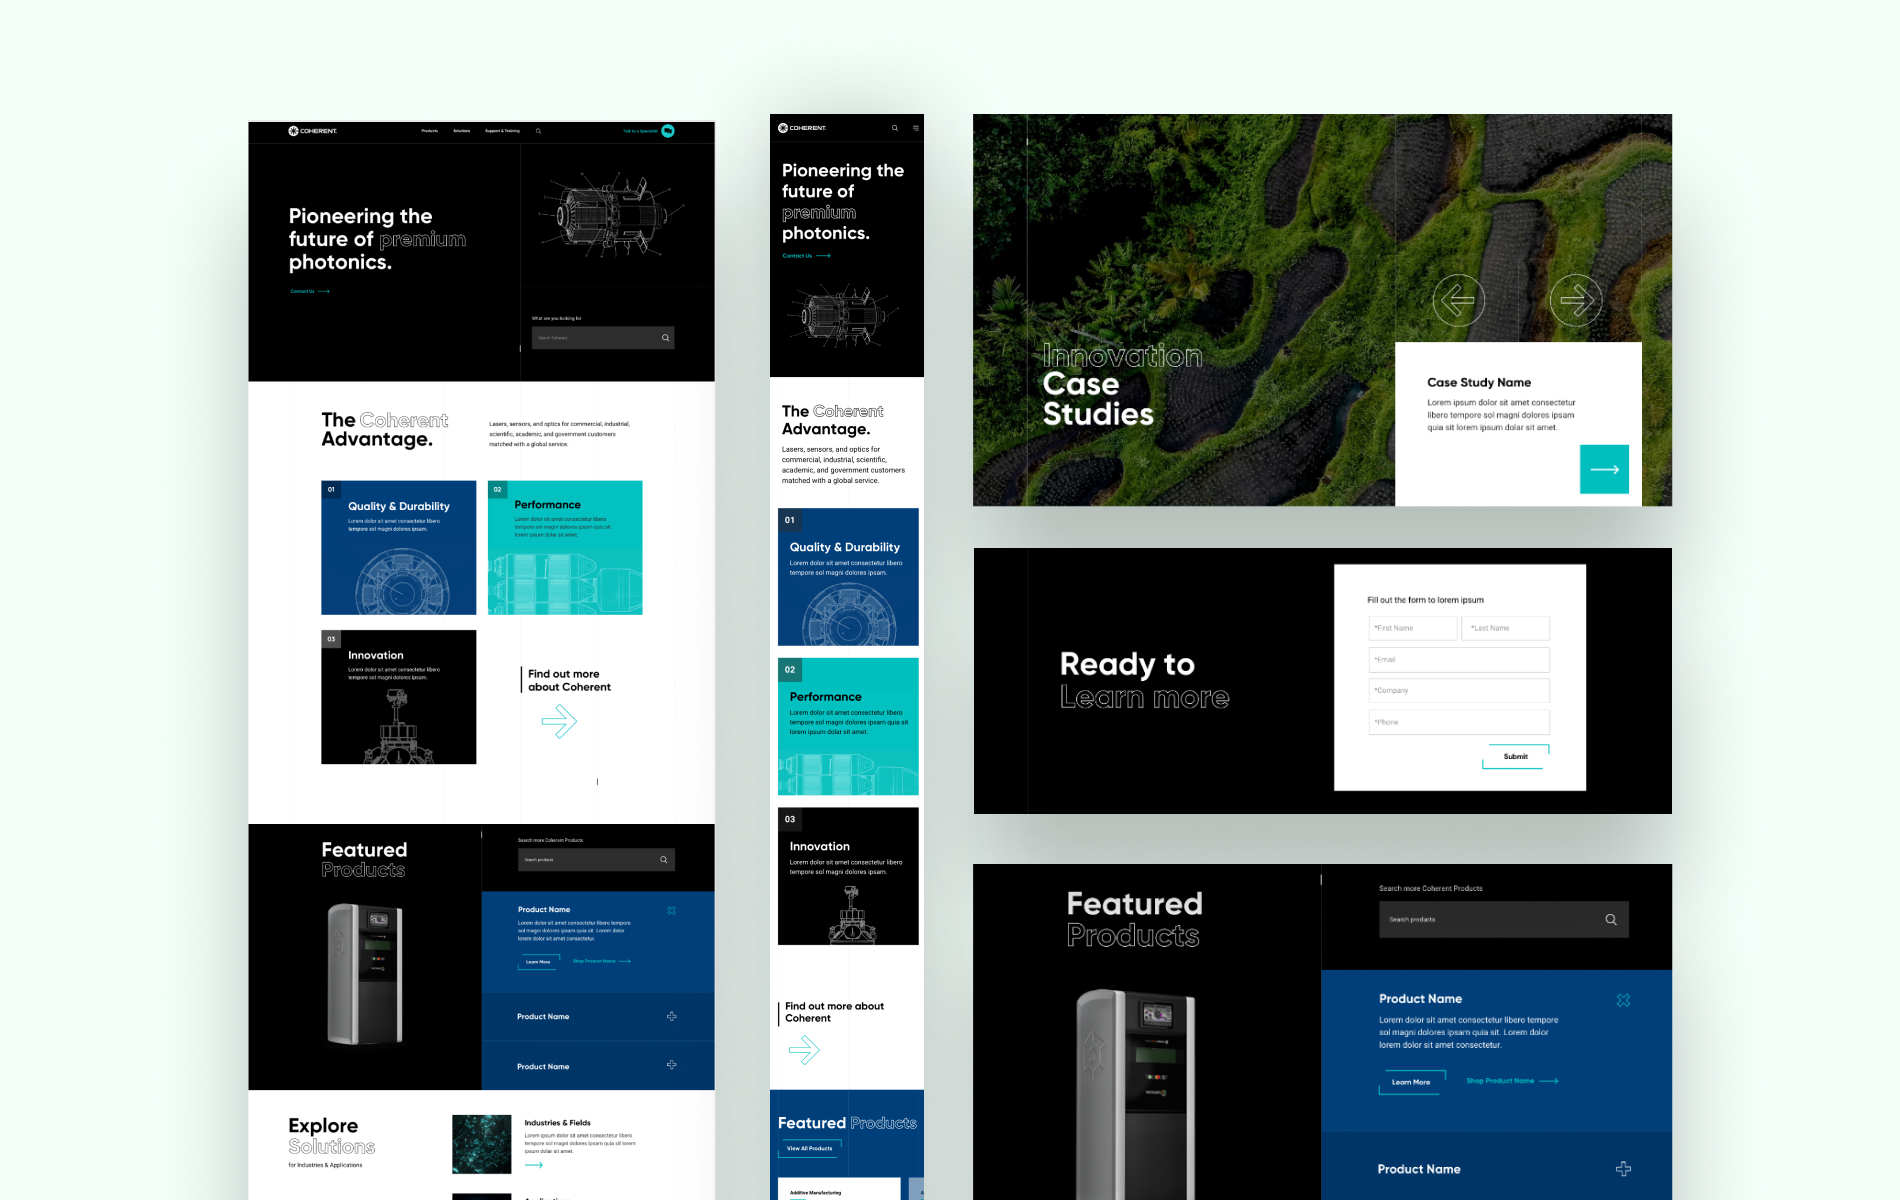 COHERENT
Products
Solutions
Support & Training
Talk to a Specialist
Pioneering the
future of premium
photonics.
Contact Us
What are you looking for
Search Coherent
The Coherent
Advantage.
Lasers, sensors, and optics for commercial, industrial,
scientific, academic, and government customers
matched with a global service.
01
Quality & Durability
Lorem dolor sit amet consectetur libero
tempore sol magni dolores ipsam.
02
Performance
Lorem dolor sit amet consectetur libero
tempore sol magni dolores ipsam quia sit
lorem ipsum dolar sit amet.
03
Innovation
Lorem dolor sit amet consectetur libero
tempore sit magni dolores ipsam.
Find out more
about Coherent
Featured
Products
Search more Coherent Products
Search products
Product Name
Lorem dolor sit amet consectetur libero tempore
sol magni dolores ipsam quia sit. Lorem dolor
lorem dolor sit amet consectetur.
Learn More
Shop Product Name
Product Name
Product Name
Explore
Solutions
for Industries & Applications
Industries & Fields
Lorem ipsum dolor sit amet consectetur libero
tempore sol magni dolores ipsam quia sit lorem
ipsam dolor sit amet.
COHERENT
Pioneering the
future of
premium
photonics.
Contact Us
The Coherent
Advantage.
Lasers, sensors, and optics for
commercial, industrial, scientific,
academic, and government customers
matched with a global service.
01
Quality & Durability
Lorem dolor sit amet consectetur libero
tempore sol magni dolores ipsam.
02
Performance
Lorem dolor sit amet consectetur libero
tempore sol magni dolores ipsam quia sit
lorem ipsum dolar sit amet.
03
Innovation
Lorem dolor sit amet consectetur libero
tempore sol magni dolores ipsam.
Find out more about
Coherent
Featured Products
View All Products
Additive Manufacturing
Innovation
Case
Studies
Case Study Name
Lorem ipsum dolor sit amet consectetur
libero tempore sol magni dolores ipsam
quia sit lorem ipsum dolar sit amet.
Ready to
Learn more
Fill out the form to lorem ipsum
*First Name
*Last Name
*Email
*Company
*Phone
Submit
Featured
Products
Search more Coherent Products
Search products
Product Name
Lorem dolor sit amet consectetur libero tempore
sol magni dolores ipsam quia sit. Lorem dolor
lorem dolor sit amet consectetur.
Learn More
Shop Product Name
Product Name